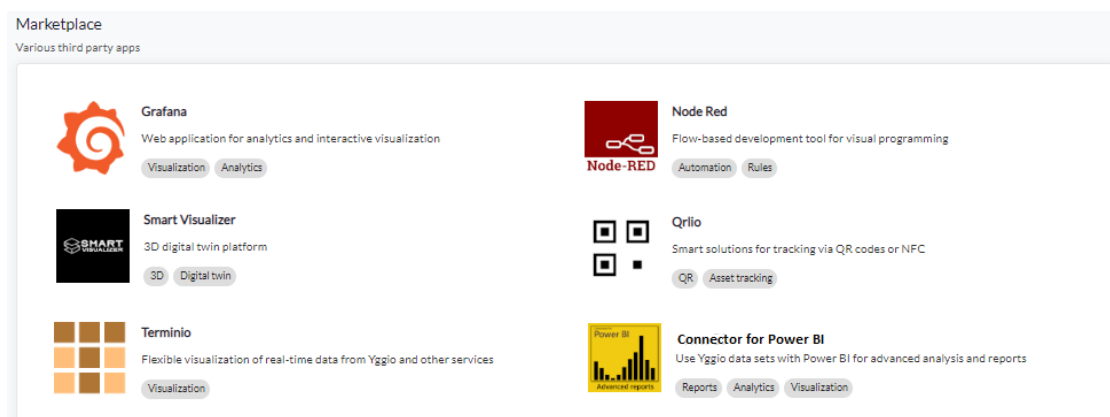 Marketplace
Various third party apps
Grafana
Web application for analytics and interactive visualization
Visualization Analytics
Node-RED
Node Red
Flow-based development tool for visual programming
Automation Rules
SMART
VISUALIZER
Smart Visualizer
3D digital twin platform
3D Digital twin
Qrlio
Smart solutions for tracking via QR codes or NFC
QR Asset tracking
Terminio
Flexible visualization of real-time data from Yggio and other services
Visualization
Power BI
Advanced reports
Connector for Power BI
Use Yggio data sets with Power BI for advanced analysis and reports
Reports Analytics Visualization